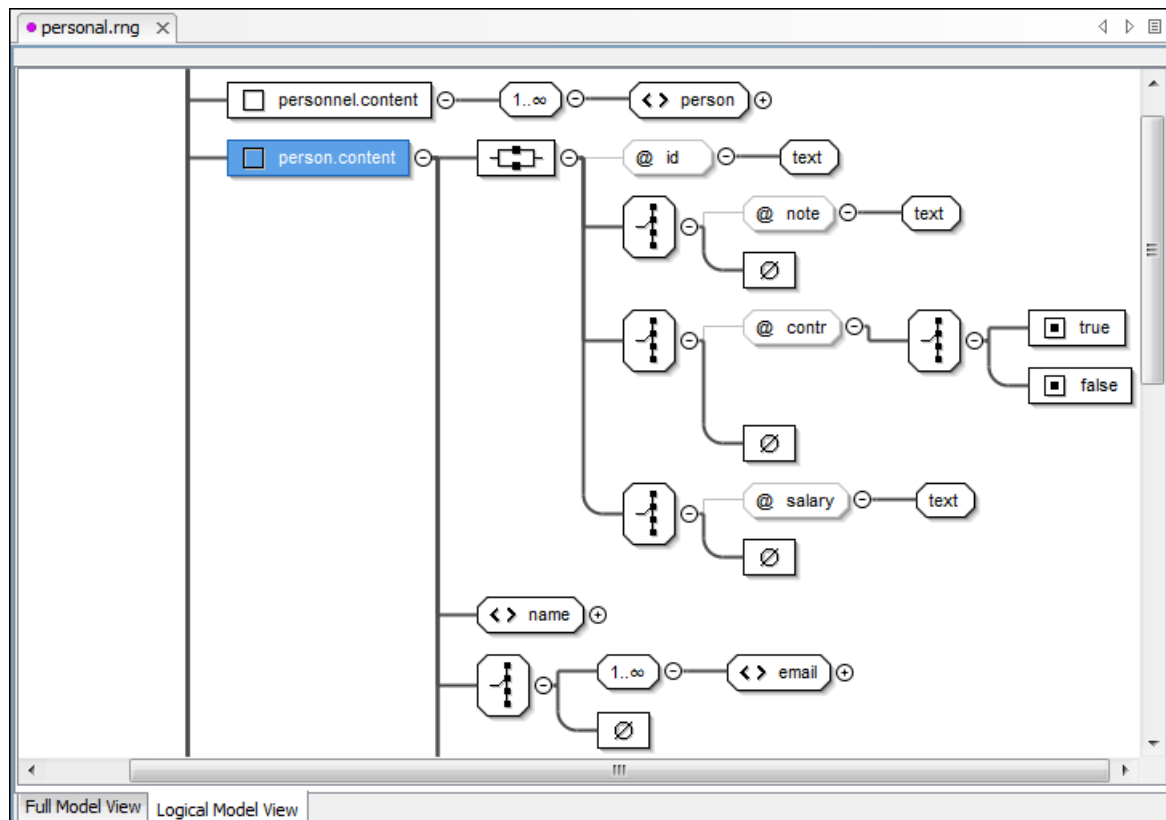 personal.rng
personnel.content 1..∞ < > person
person.content @ id text
@ note text
∅
@ contr true
false
∅
@ salary text
∅
< > name
1..∞ < > email
∅
Full Model View Logical Model View